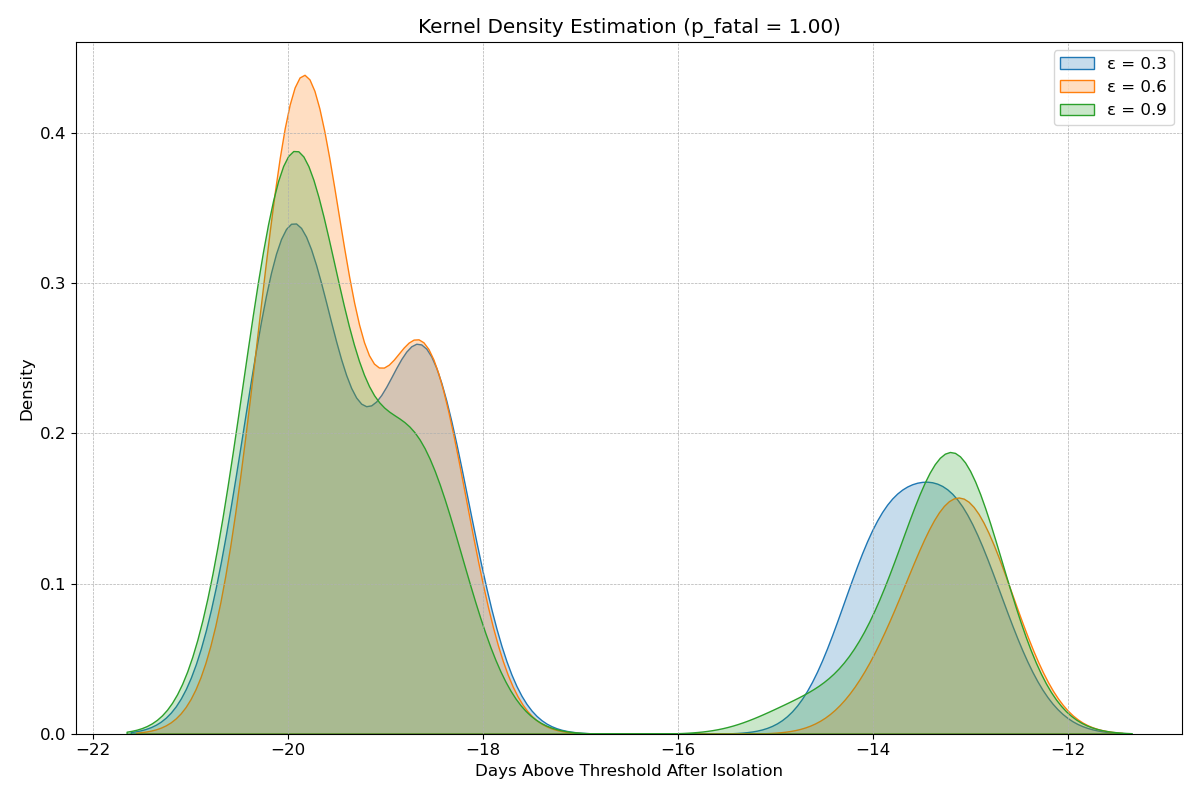 Kernel Density Estimation (p_fatal = 1.00)
ε = 0.3
ε = 0.6
ε = 0.9
Density
0.4
0.3
0.2
0.1
0.0
−22 −20 −18 −16 −14 −12
Days Above Threshold After Isolation